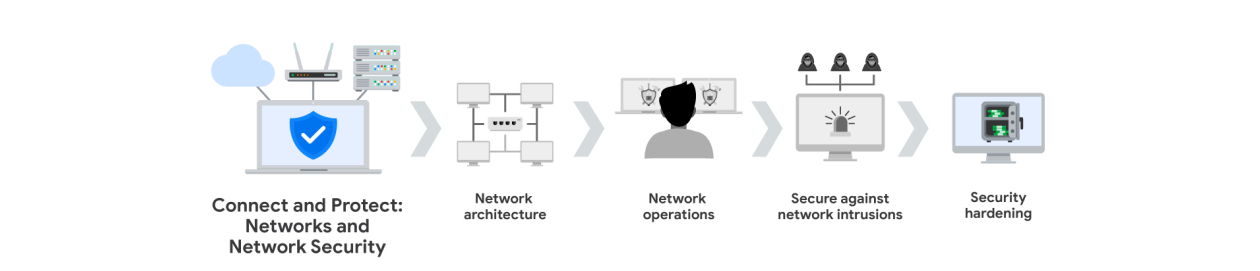 Connect and Protect:
Networks and
Network Security
Network
architecture
Network
operations
Secure against
network intrusions
Security
hardening